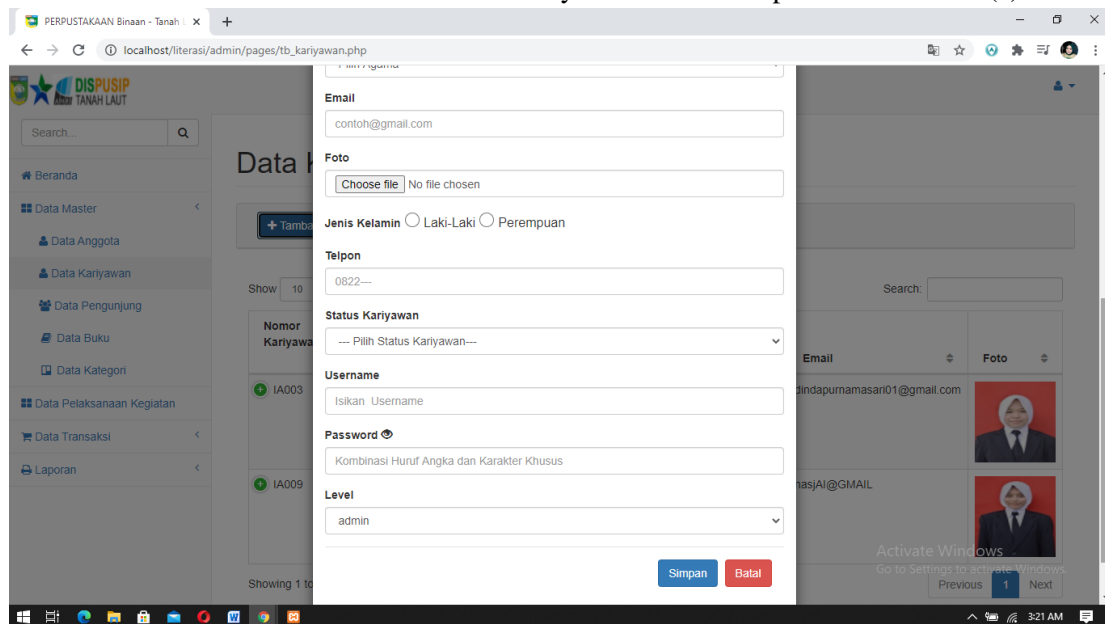 PERPUSTAKAAN Binaan - Tanah L
localhost/literasi/admin/pages/tb_kariyawan.php
DISPUSIP
TANAH LAUT
Search...
Beranda
Data Master
Data Anggota
Data Kariyawan
Data Pengunjung
Data Buku
Data Kategori
Data Pelaksanaan Kegiatan
Data Transaksi
Laporan
Data
Tamba
Show 10
Search:
Nomor
Kariyawa
Email
Foto
IA003
dindapurnamasari01@gmail.com
IA009
nasjAI@GMAIL
Showing 1 to
Previous 1 Next
Pilih Agama
Email
contoh@gmail.com
Foto
Choose file No file chosen
Jenis Kelamin Laki-Laki Perempuan
Telpon
0822---
Status Kariyawan
--- Pilih Status Kariyawan---
Username
Isikan Username
Password
Kombinasi Huruf Angka dan Karakter Khusus
Level
admin
Simpan Batal
Activate Windows
Go to Settings to activate Windows.
3:21 AM